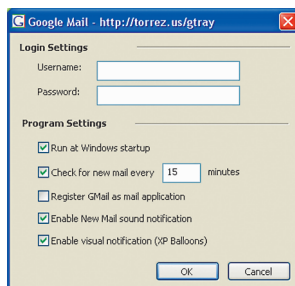 G Google Mail - http://torrez.us/gtray
Login Settings
Username:
Password:
Program Settings
Run at Windows startup
Check for new mail every 15 minutes
Register GMail as mail application
Enable New Mail sound notification
Enable visual notification (XP Balloons)
OK Cancel